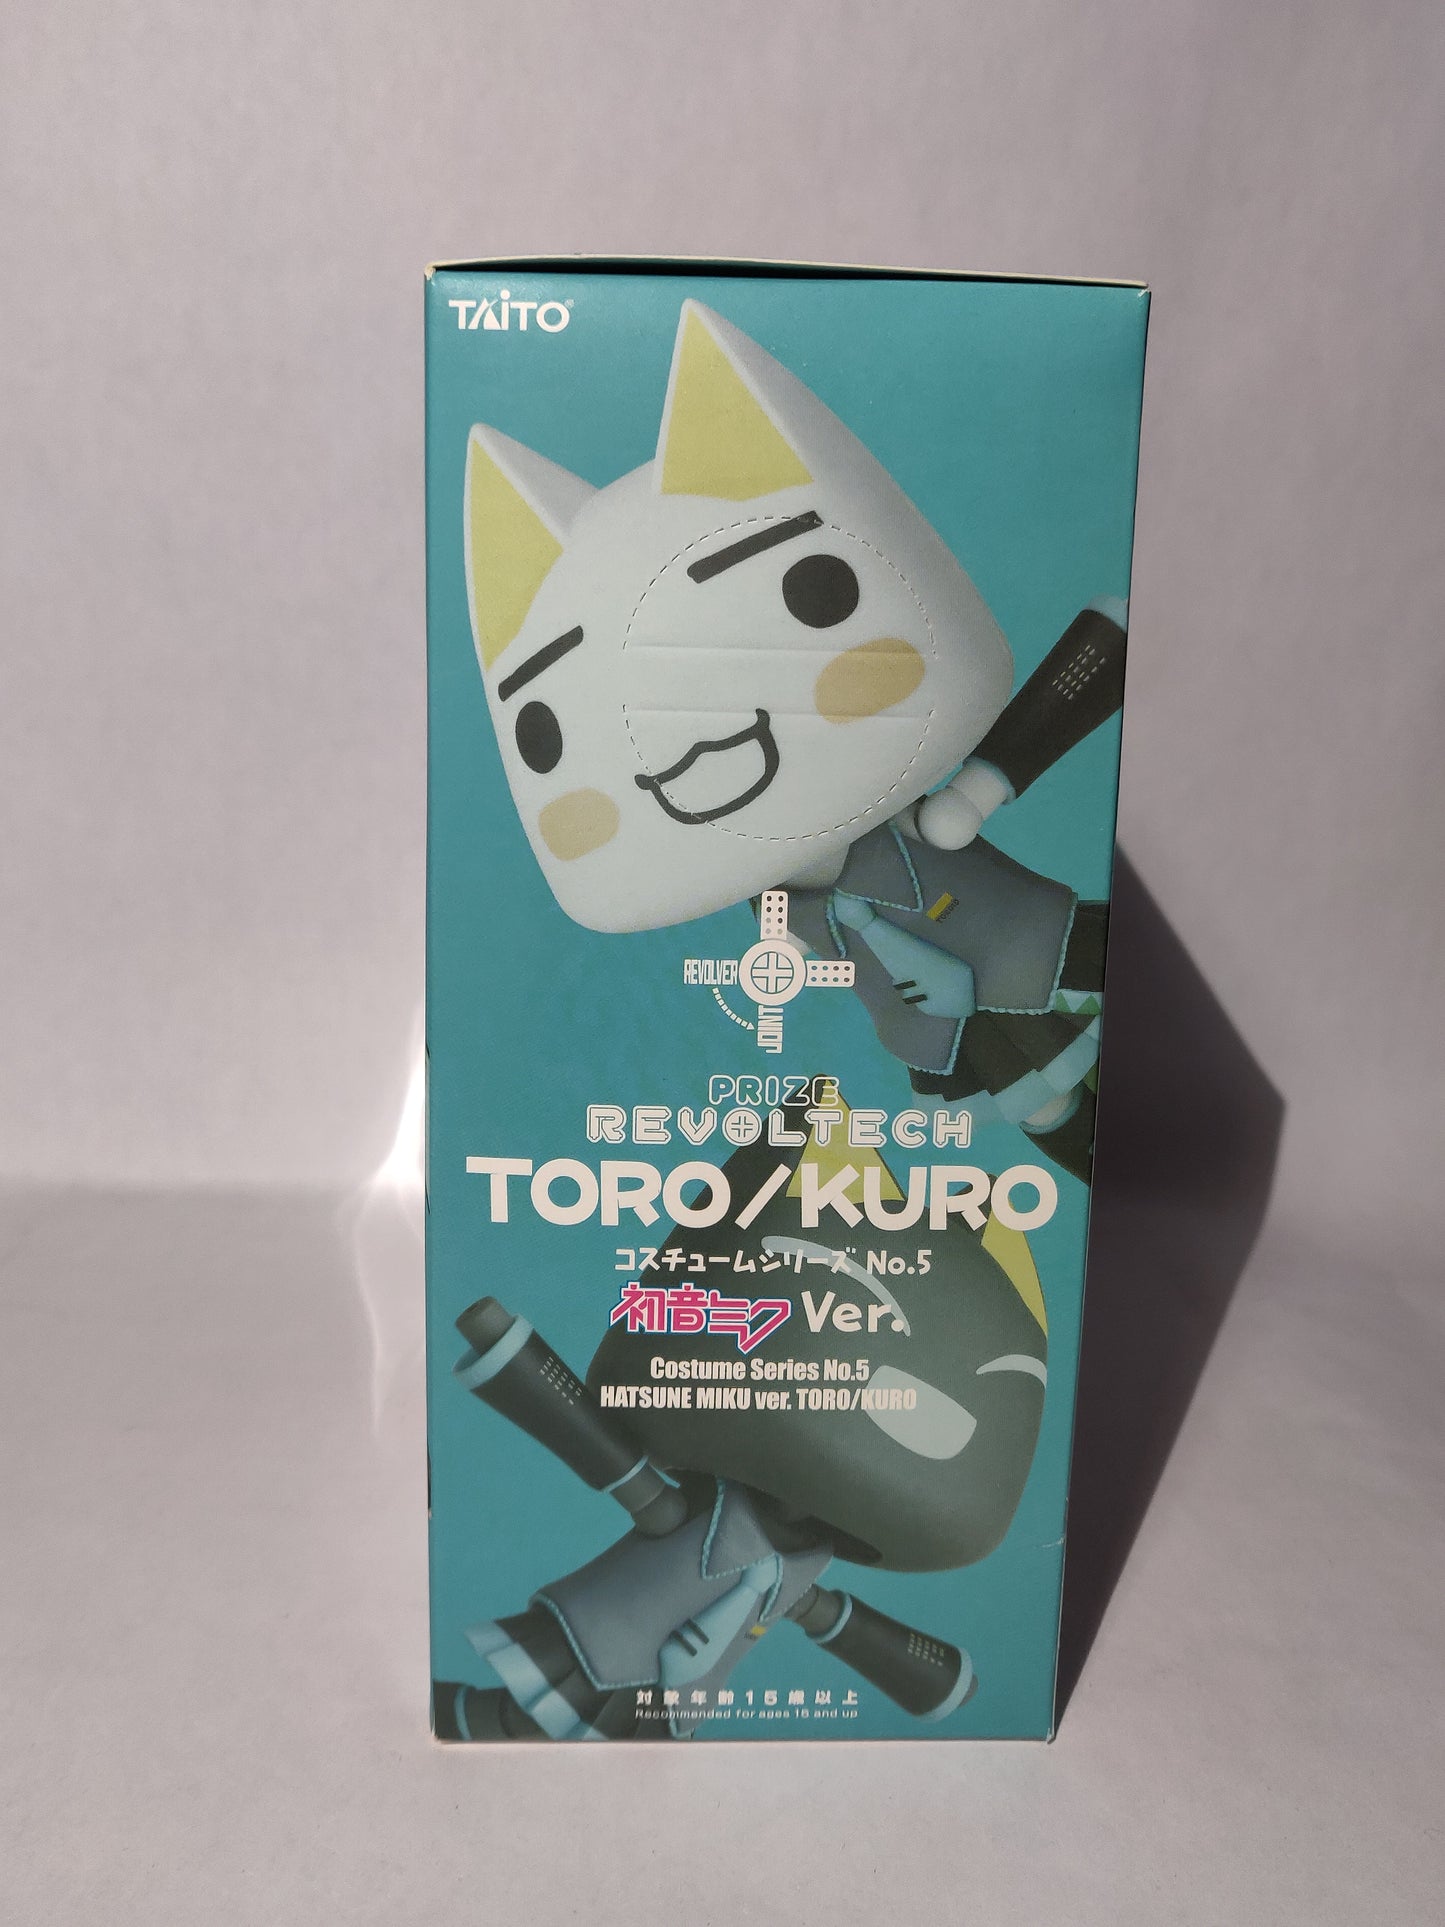 TAiTO®
REVOLVER
JOINT
PRIZE
REVOLTECH
TORO/KURO
コスチュームシリーズ No.5
初音ミク Ver.
Costume Series No.5
HATSUNE MIKU ver. TORO/KURO
対象年齢15歳以上
Recommended for ages 15 and up